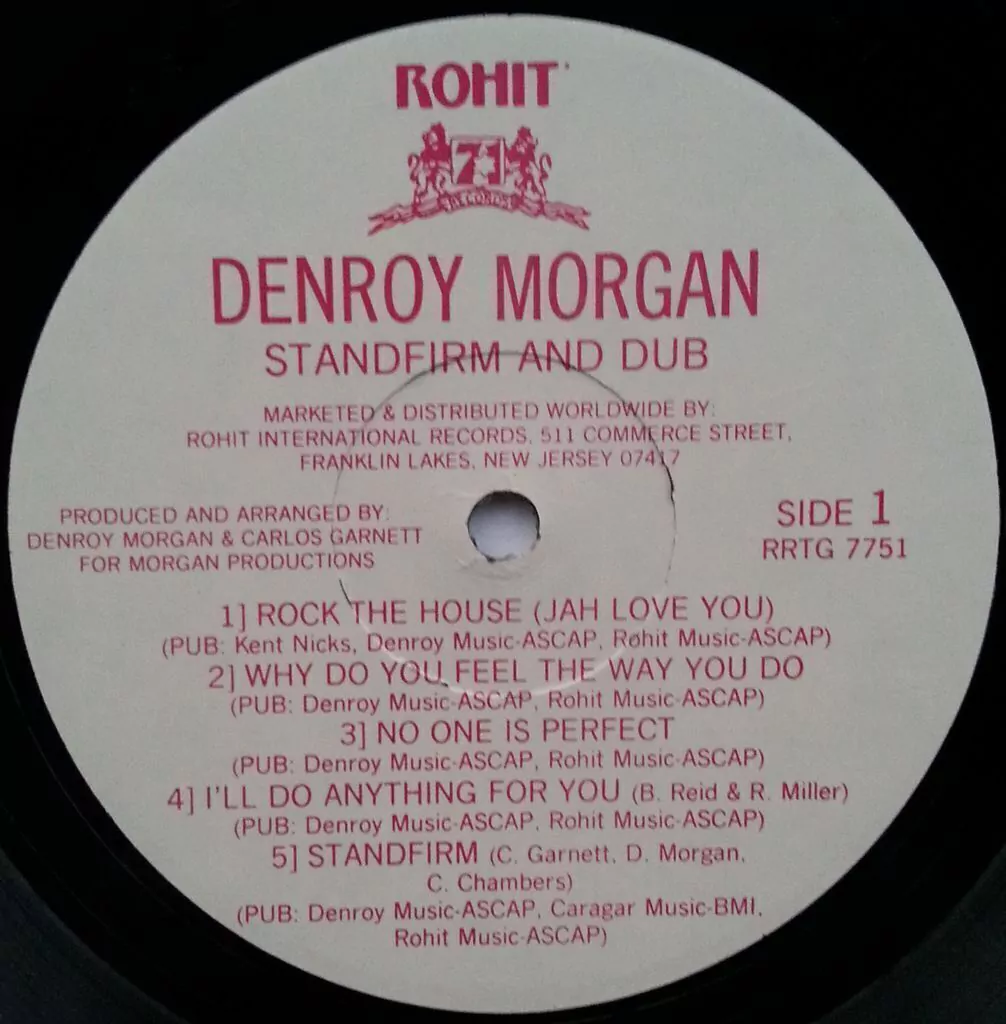 ROHIT
71
RECORDS
DENROY MORGAN
STANDFIRM AND DUB
MARKETED & DISTRIBUTED WORLDWIDE BY:
ROHIT INTERNATIONAL RECORDS, 511 COMMERCE STREET,
FRANKLIN LAKES, NEW JERSEY 07417
PRODUCED AND ARRANGED BY:
DENROY MORGAN & CARLOS GARNETT
FOR MORGAN PRODUCTIONS
SIDE 1
RRTG 7751
1] ROCK THE HOUSE (JAH LOVE YOU)
(PUB: Kent Nicks, Denroy Music-ASCAP, Rohit Music-ASCAP)
2] WHY DO YOU FEEL THE WAY YOU DO
(PUB: Denroy Music-ASCAP, Rohit Music-ASCAP)
3] NO ONE IS PERFECT
(PUB: Denroy Music-ASCAP, Rohit Music-ASCAP)
4] I'LL DO ANYTHING FOR YOU (B. Reid & R. Miller)
(PUB: Denroy Music-ASCAP, Rohit Music-ASCAP)
5] STANDFIRM (C. Garnett, D. Morgan,
C. Chambers)
(PUB: Denroy Music-ASCAP, Caragar Music-BMI,
Rohit Music-ASCAP)